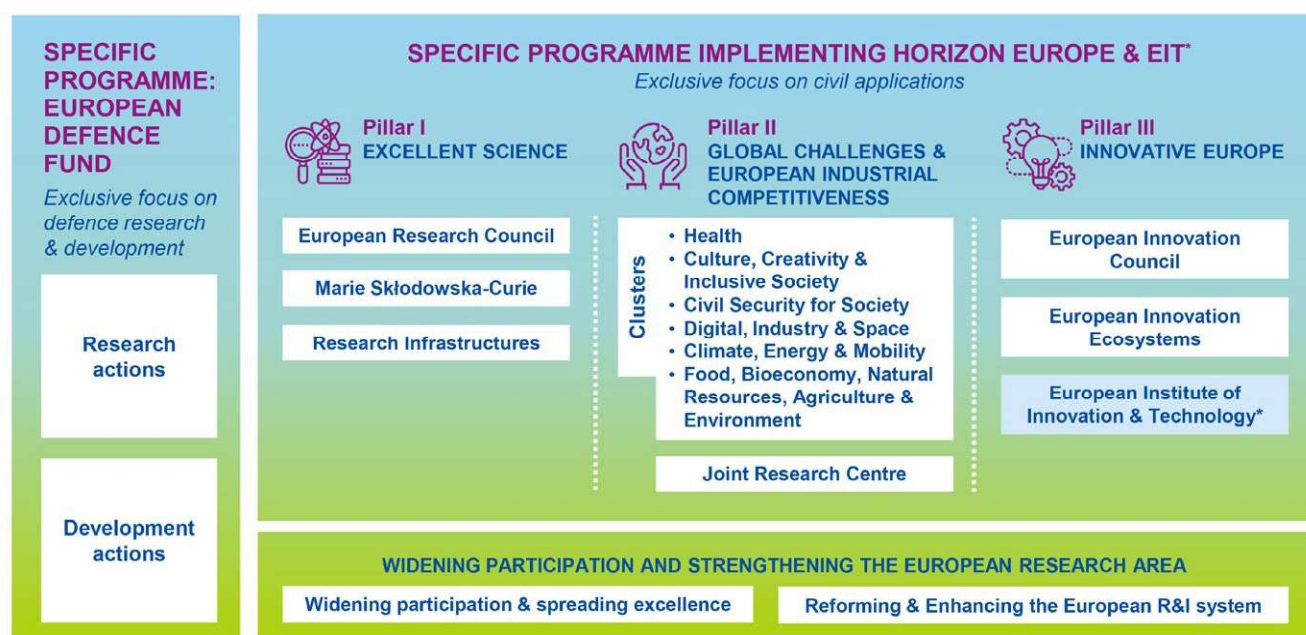 SPECIFIC
PROGRAMME:
EUROPEAN
DEFENCE
FUND
Exclusive focus on
defence research
& development
Research
actions
Development
actions
SPECIFIC PROGRAMME IMPLEMENTING HORIZON EUROPE & EIT*
Exclusive focus on civil applications
Pillar I
EXCELLENT SCIENCE
European Research Council
Marie Skłodowska-Curie
Research Infrastructures
Pillar II
GLOBAL CHALLENGES &
EUROPEAN INDUSTRIAL
COMPETITIVENESS
Clusters
• Health
• Culture, Creativity &
Inclusive Society
• Civil Security for Society
• Digital, Industry & Space
• Climate, Energy & Mobility
• Food, Bioeconomy, Natural
Resources, Agriculture &
Environment
Joint Research Centre
Pillar III
INNOVATIVE EUROPE
European Innovation
Council
European Innovation
Ecosystems
European Institute of
Innovation & Technology*
WIDENING PARTICIPATION AND STRENGTHENING THE EUROPEAN RESEARCH AREA
Widening participation & spreading excellence
Reforming & Enhancing the European R&I system